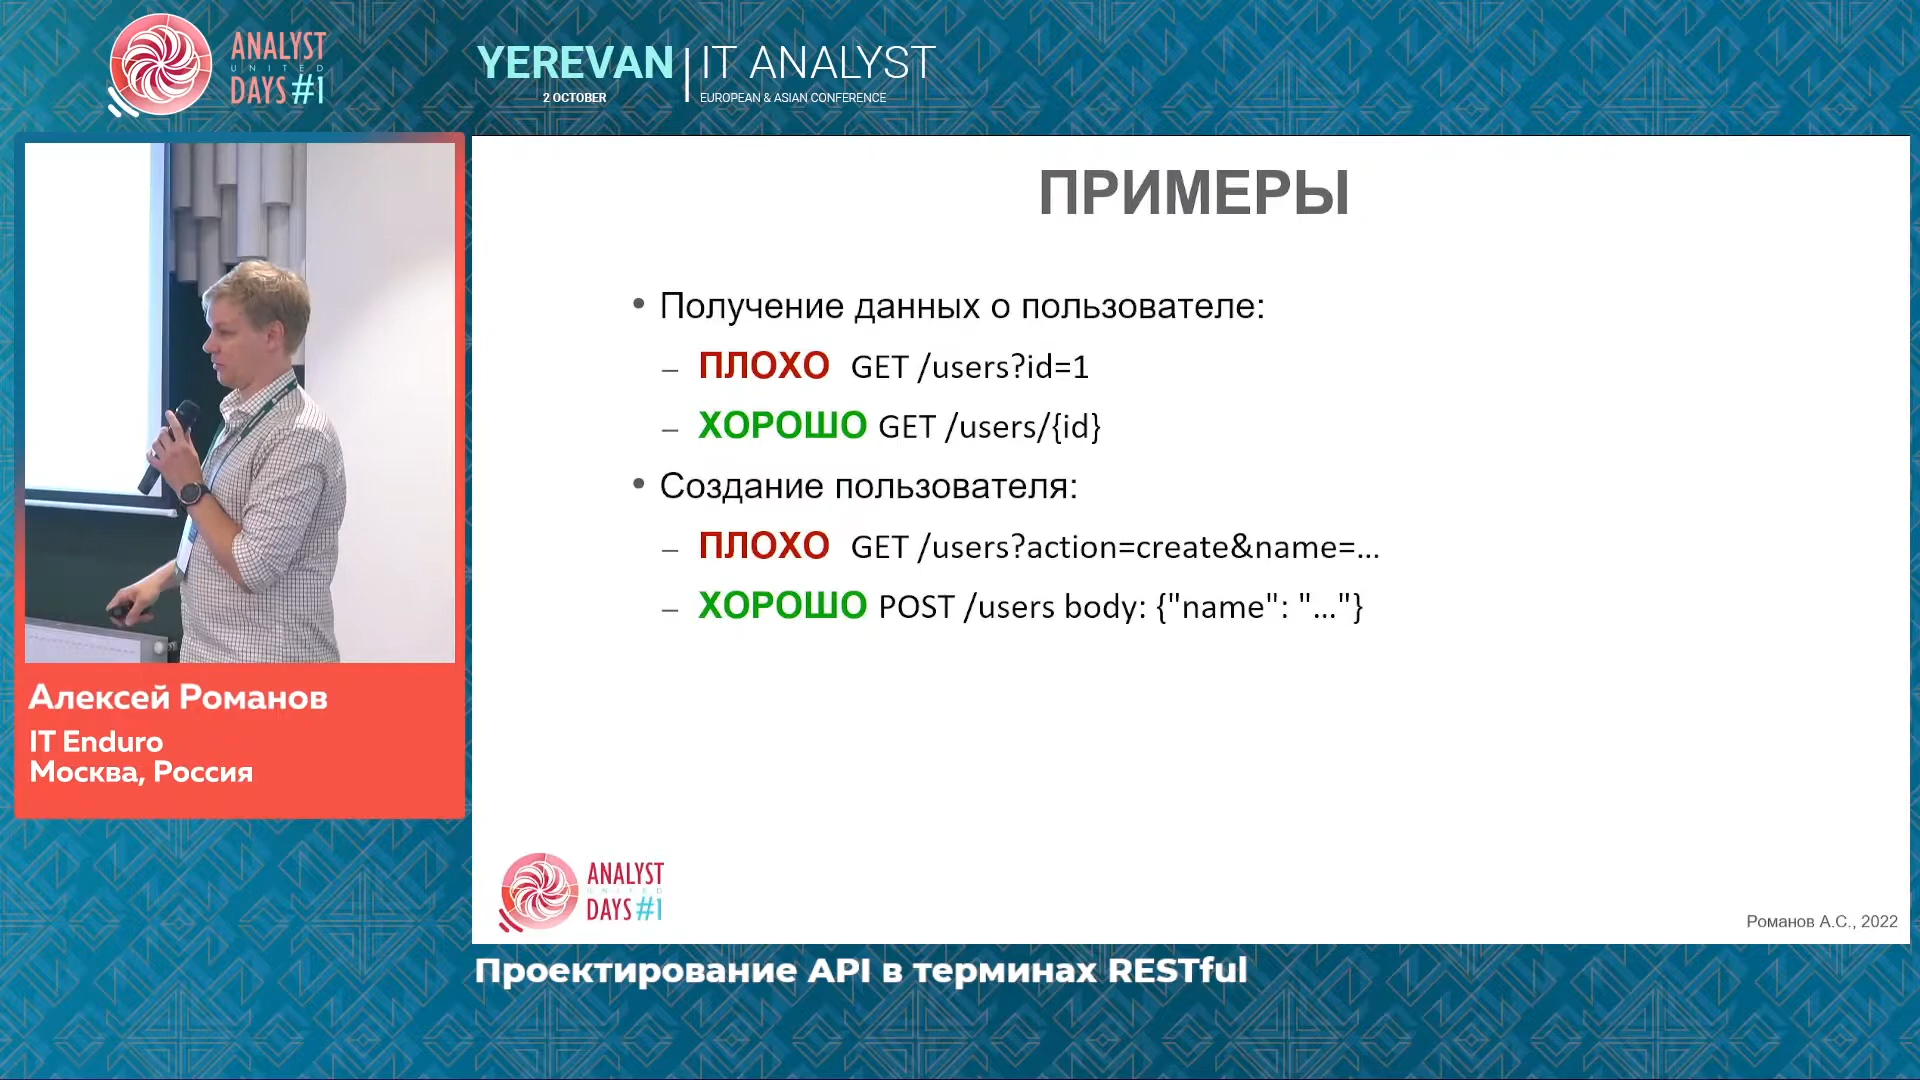 ANALYST
UNITED
DAYS #1
YEREVAN
2 OCTOBER
IT ANALYST
EUROPEAN & ASIAN CONFERENCE
Алексей Романов
IT Enduro
Москва, Россия
ПРИМЕРЫ
• Получение данных о пользователе:
– ПЛОХО GET /users?id=1
– ХОРОШО GET /users/{id}
• Создание пользователя:
– ПЛОХО GET /users?action=create&name=...
– ХОРОШО POST /users body: {"name": "..."}
ANALYST
UNITED
DAYS #1
Романов А.С., 2022
Проектирование API в терминах RESTful